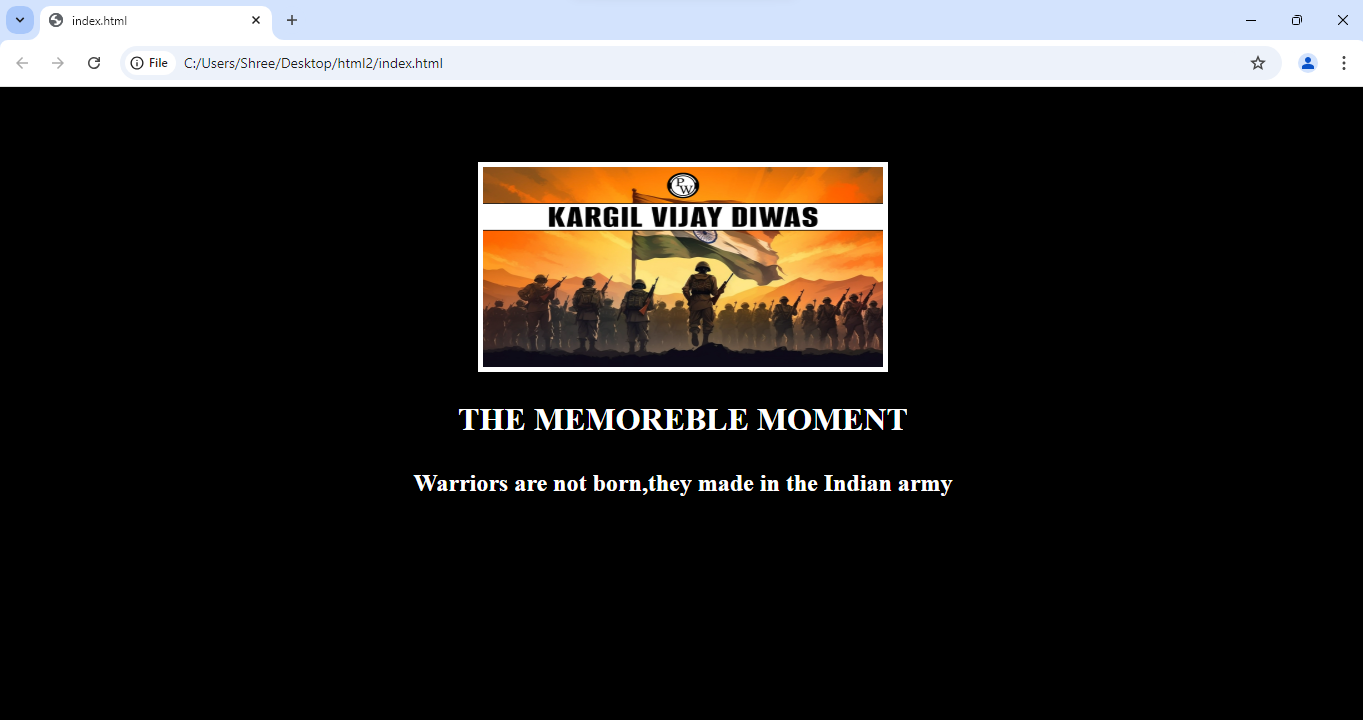 index.html
File
C:/Users/Shree/Desktop/html2/index.html
PW
KARGIL VIJAY DIWAS
THE MEMOREBLE MOMENT
Warriors are not born,they made in the Indian army